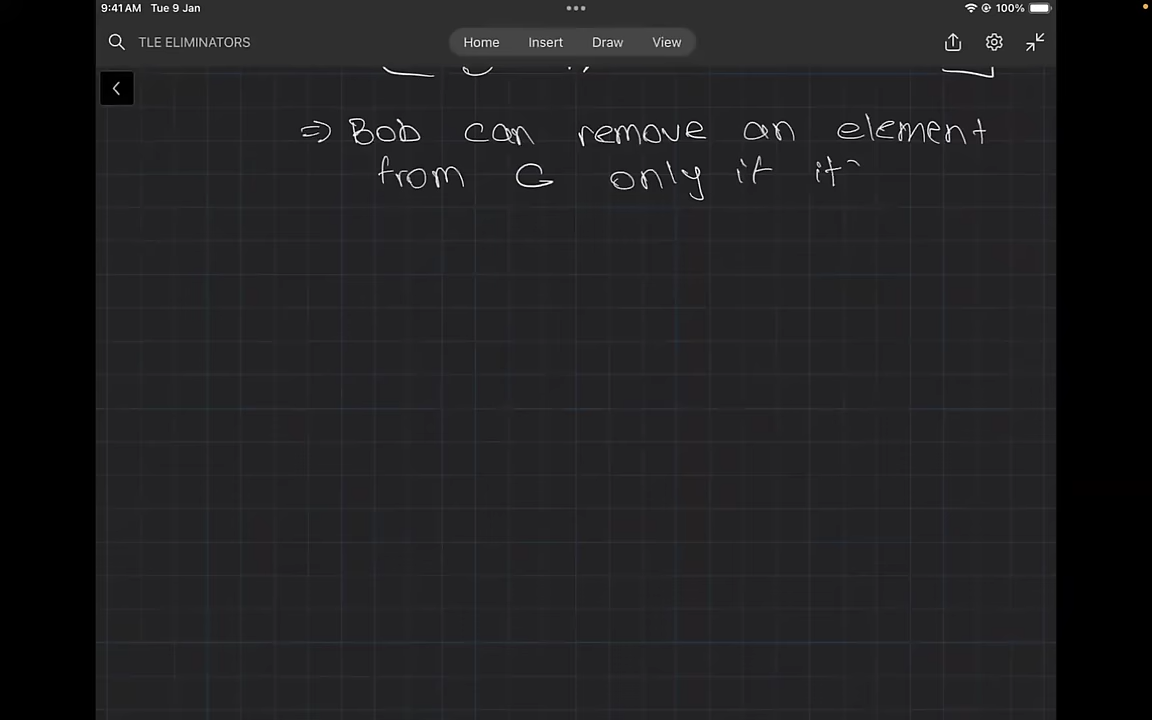 9:41 AM Tue 9 Jan 100%
TLE ELIMINATORS Home Insert Draw View
⇒ Bob can remove an element
from G only if it